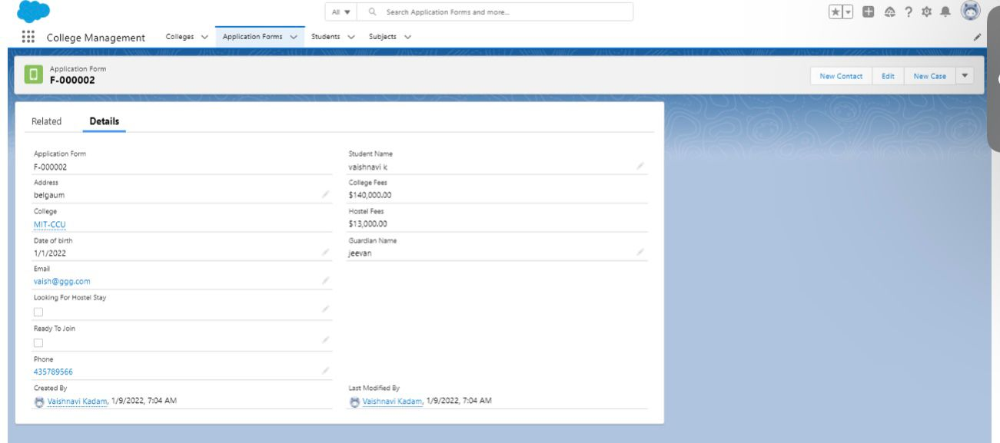 All
Search Application Forms and more...
College Management
Colleges
Application Forms
Students
Subjects
Application Form
F-000002
New Contact
Edit
New Case
Related
Details
Application Form
F-000002
Student Name
vaishnavi k
Address
belgaum
College Fees
$140,000.00
College
MIT-CCU
Hostel Fees
$13,000.00
Date of birth
1/1/2022
Guardian Name
jeevan
Email
vaish@ggg.com
Looking For Hostel Stay
Ready To Join
Phone
435789566
Created By
Vaishnavi Kadam, 1/9/2022, 7:04 AM
Last Modified By
Vaishnavi Kadam, 1/9/2022, 7:04 AM